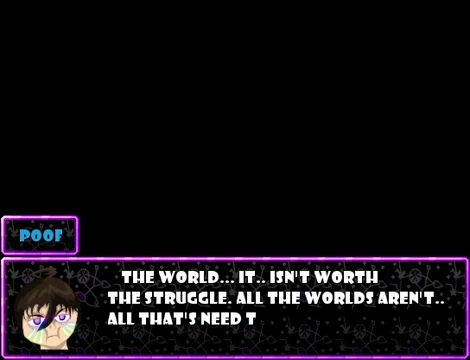 POOF
THE WORLD... IT.. ISN'T WORTH
THE STRUGGLE. ALL THE WORLDS AREN'T..
ALL THAT'S NEED T